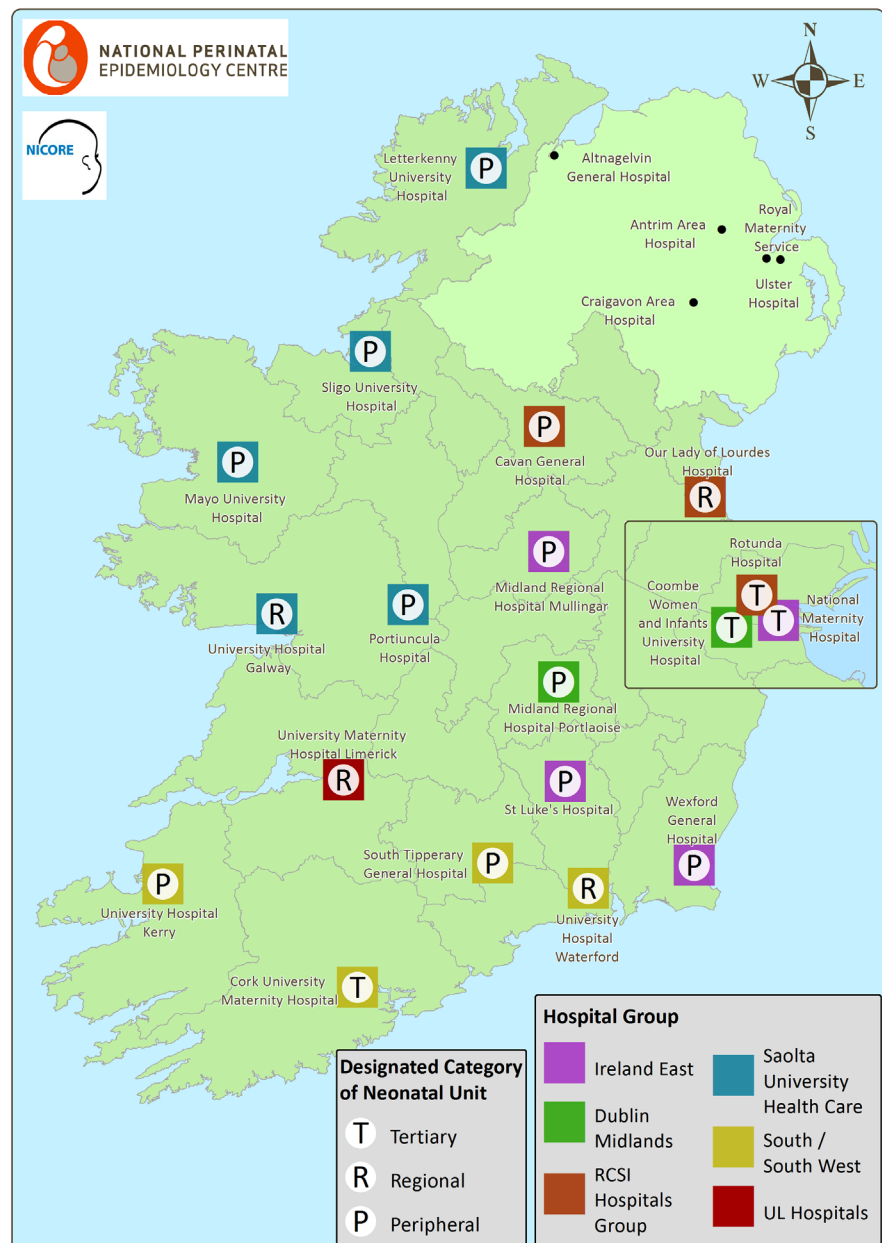 NATIONAL PERINATAL
EPIDEMIOLOGY CENTRE
N
W
E
S
NICORE
Letterkenny
University
Hospital
P
Altnagelvin
General Hospital
Antrim Area
Hospital
Royal
Maternity
Service
Ulster
Hospital
Craigavon Area
Hospital
P
Sligo University
Hospital
P
Cavan General
Hospital
Our Lady of Lourdes
Hospital
R
P
Mayo University
Hospital
P
Midland Regional
Hospital Mullingar
Rotunda
Hospital
T
Coombe
Women
and Infants
University
Hospital
T
T
National
Maternity
Hospital
R
University Hospital
Galway
P
Portiuncula
Hospital
P
Midland Regional
Hospital Portlaoise
University Maternity
Hospital Limerick
R
P
St Luke's Hospital
Wexford
General
Hospital
P
South Tipperary
General Hospital
P
P
University Hospital
Kerry
R
University
Hospital
Waterford
Cork University
Maternity Hospital
T
Designated Category
of Neonatal Unit
T Tertiary
R Regional
P Peripheral
Hospital Group
Ireland East
Dublin
Midlands
RCSI
Hospitals
Group
Saolta
University
Health Care
South /
South West
UL Hospitals